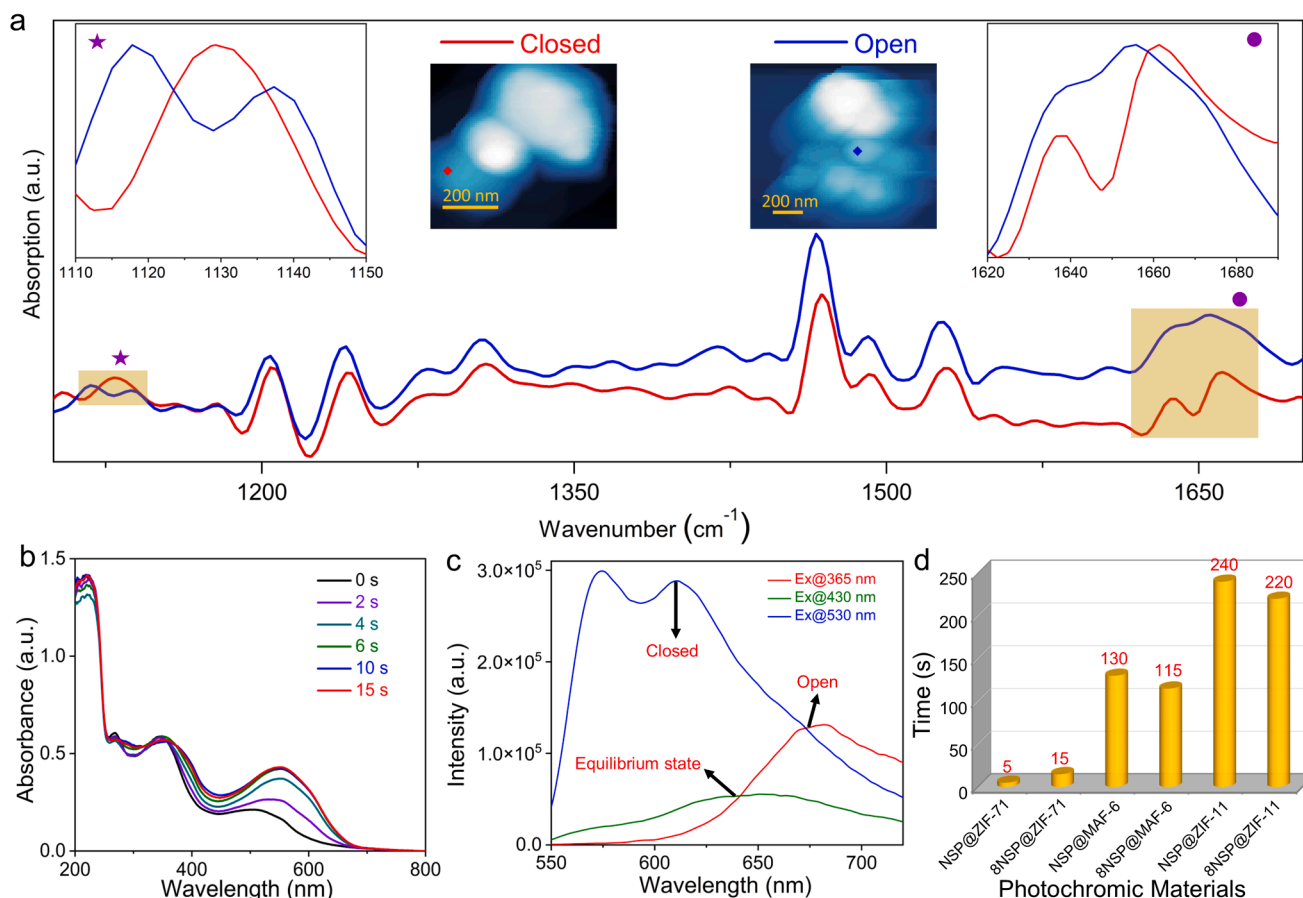 a
★
Closed
Open
●
200 nm
200 nm
1110 1120 1130 1140 1150
1620 1640 1660 1680
Absorption (a.u.)
★
●
1200 1350 1500 1650
Wavenumber (cm⁻¹)
b
1.5
1.0
0.5
0.0
Absorbance (a.u.)
0 s
2 s
4 s
6 s
10 s
15 s
200 400 600 800
Wavelength (nm)
c
3.0×10⁵
2.0×10⁵
1.0×10⁵
0.0
Intensity (a.u.)
Ex@365 nm
Ex@430 nm
Ex@530 nm
Closed
Open
Equilibrium state
550 600 650 700
Wavelength (nm)
d
250
200
150
100
50
0
Time (s)
5
15
130
115
240
220
NSP@ZIF-71
8NSP@ZIF-71
NSP@MAF-6
8NSP@MAF-6
NSP@ZIF-11
8NSP@ZIF-11
Photochromic Materials